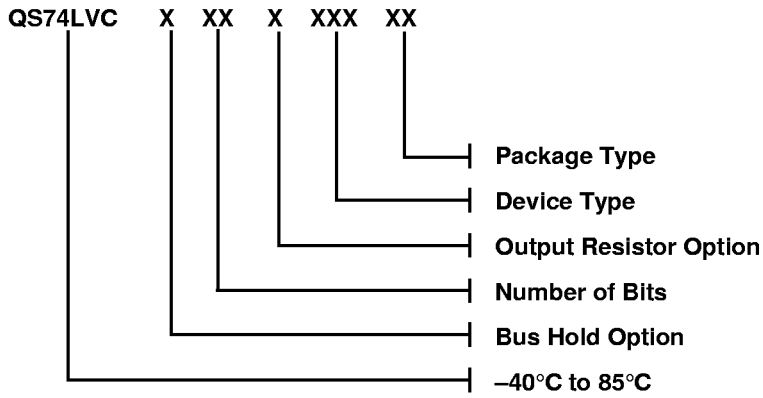 QS74LVC X XX X XXX XX
Package Type
Device Type
Output Resistor Option
Number of Bits
Bus Hold Option
–40°C to 85°C